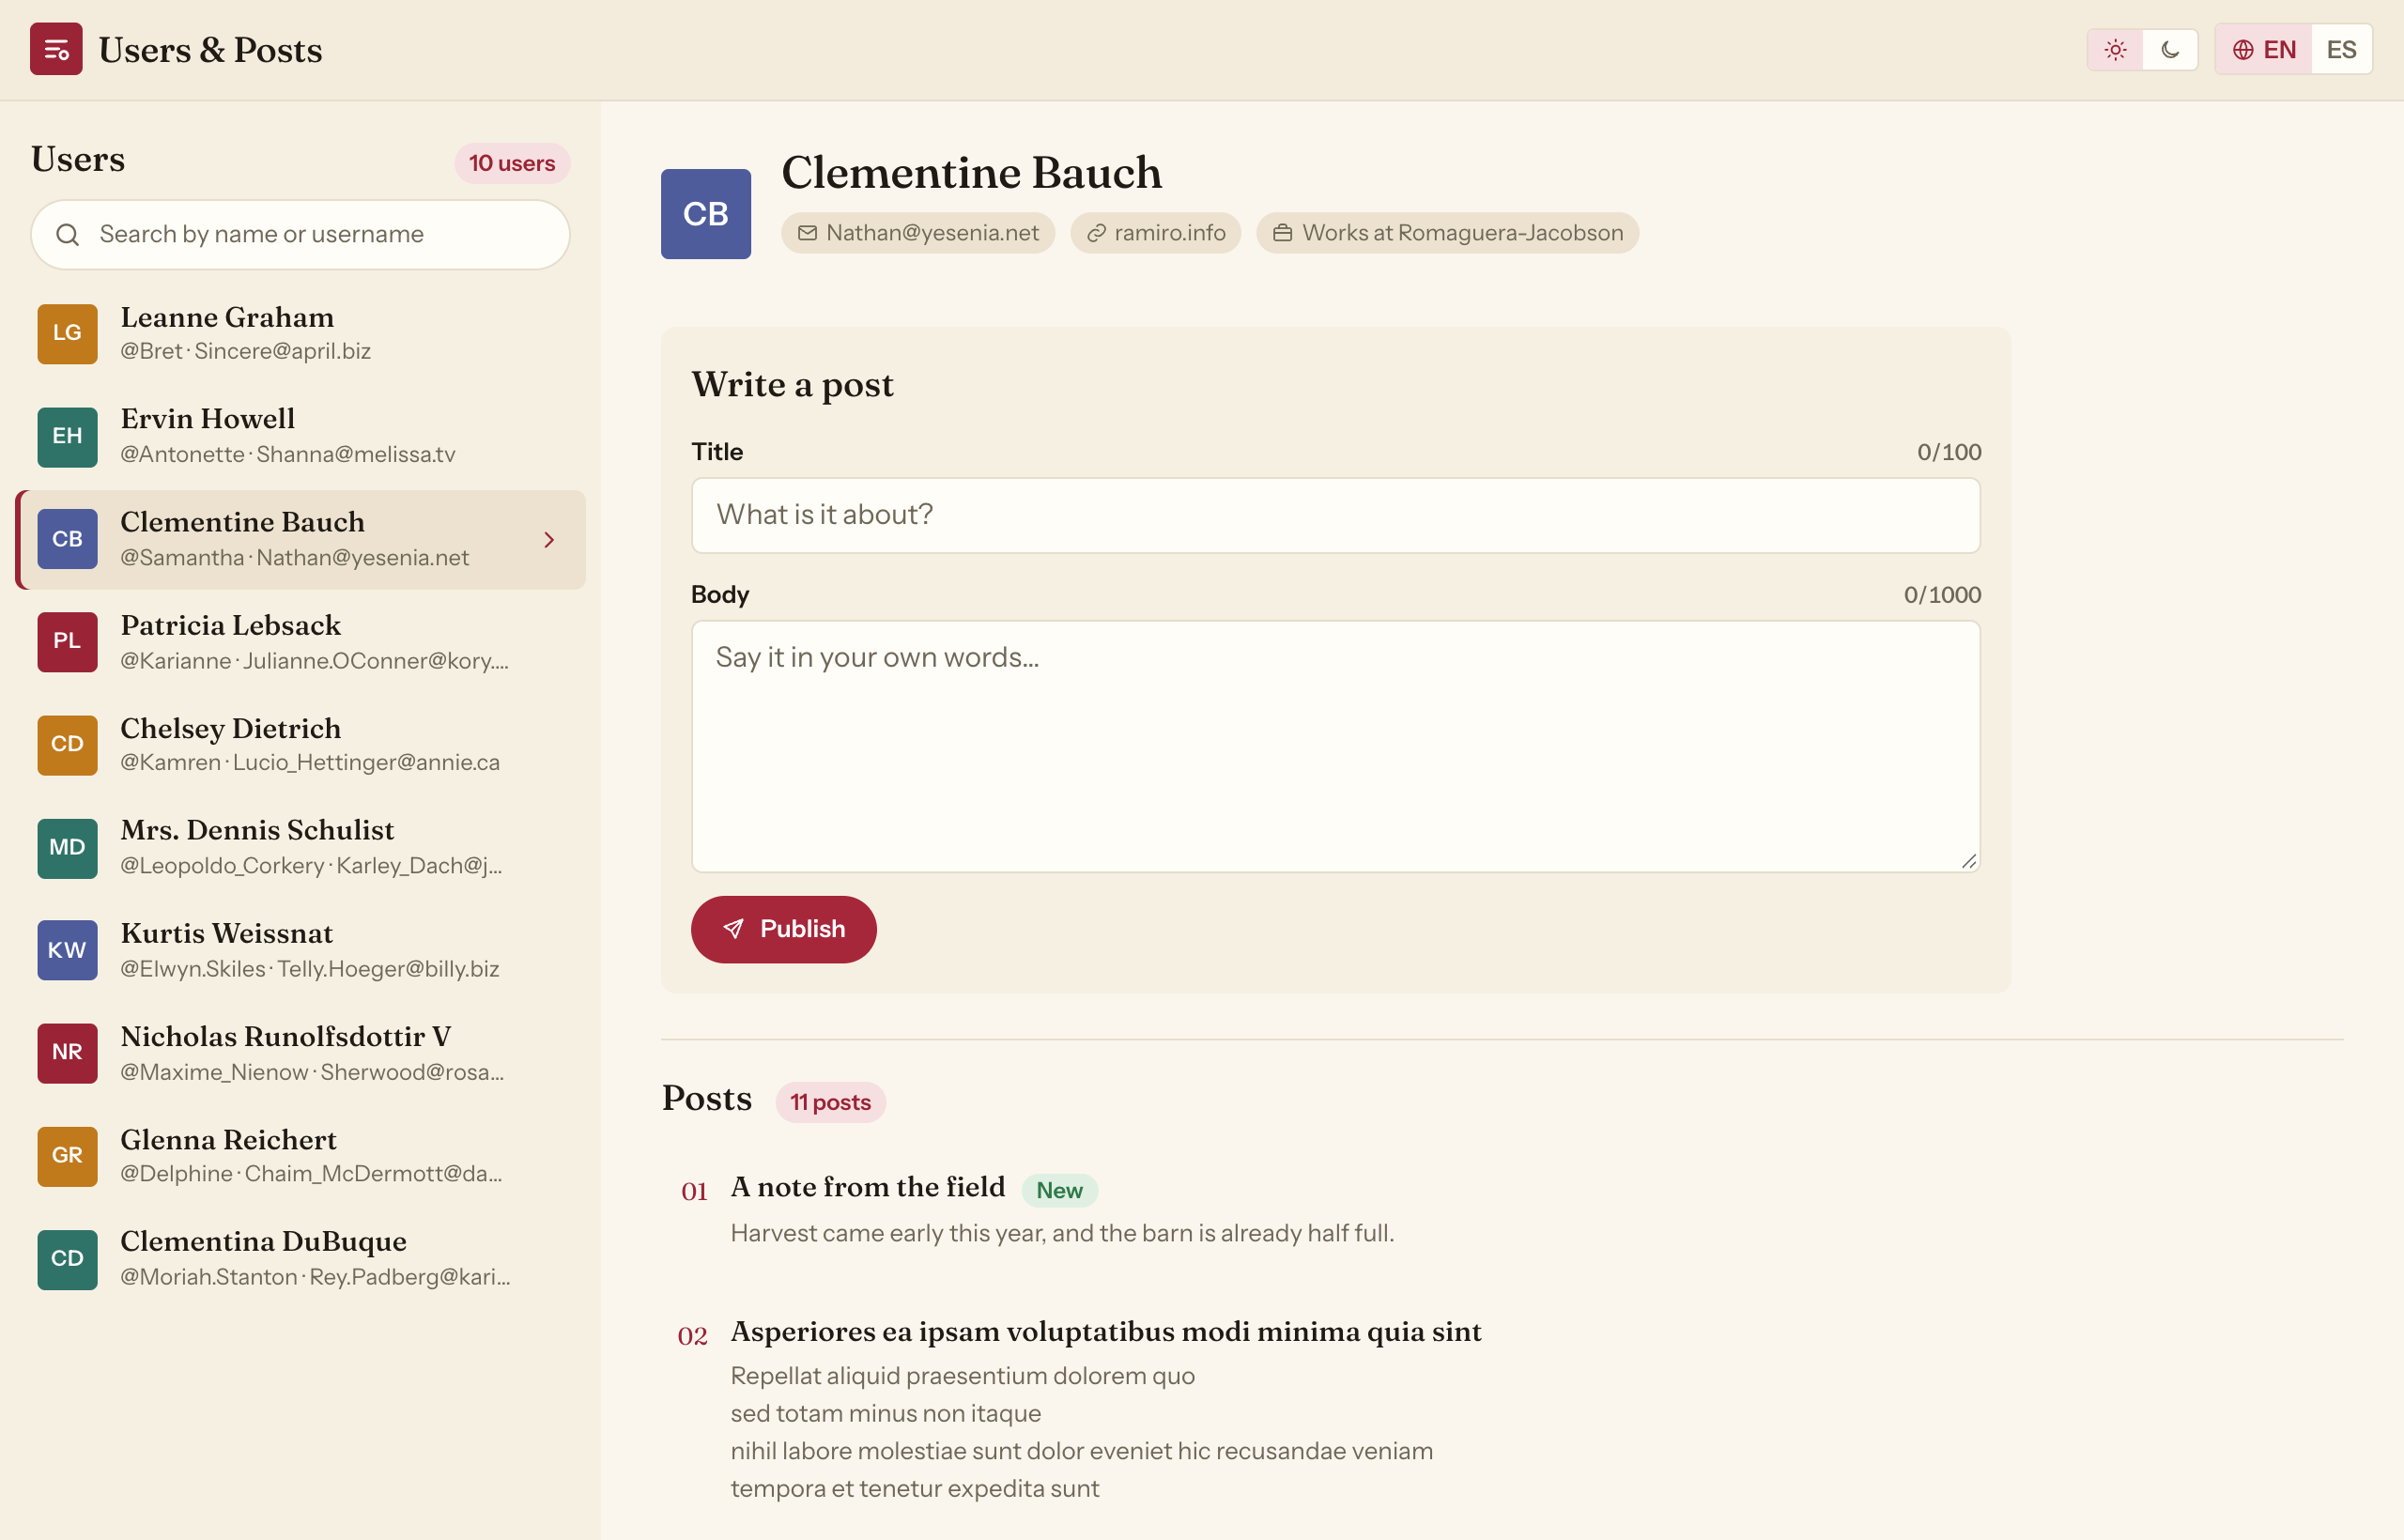 Users & Posts
EN
ES
Users
10 users
Search by name or username
LG
Leanne Graham
@Bret · Sincere@april.biz
EH
Ervin Howell
@Antonette · Shanna@melissa.tv
CB
Clementine Bauch
@Samantha · Nathan@yesenia.net
PL
Patricia Lebsack
@Karianne · Julianne.OConner@kory....
CD
Chelsey Dietrich
@Kamren · Lucio_Hettinger@annie.ca
MD
Mrs. Dennis Schulist
@Leopoldo_Corkery · Karley_Dach@j...
KW
Kurtis Weissnat
@Elwyn.Skiles · Telly.Hoeger@billy.biz
NR
Nicholas Runolfsdottir V
@Maxime_Nienow · Sherwood@rosa...
GR
Glenna Reichert
@Delphine · Chaim_McDermott@da...
CD
Clementina DuBuque
@Moriah.Stanton · Rey.Padberg@kari...
CB
Clementine Bauch
Nathan@yesenia.net
ramiro.info
Works at Romaguera-Jacobson
Write a post
Title
0/100
What is it about?
Body
0/1000
Say it in your own words...
Publish
Posts
11 posts
01
A note from the field
New
Harvest came early this year, and the barn is already half full.
02
Asperiores ea ipsam voluptatibus modi minima quia sint
Repellat aliquid praesentium dolorem quo
sed totam minus non itaque
nihil labore molestiae sunt dolor eveniet hic recusandae veniam
tempora et tenetur expedita sunt